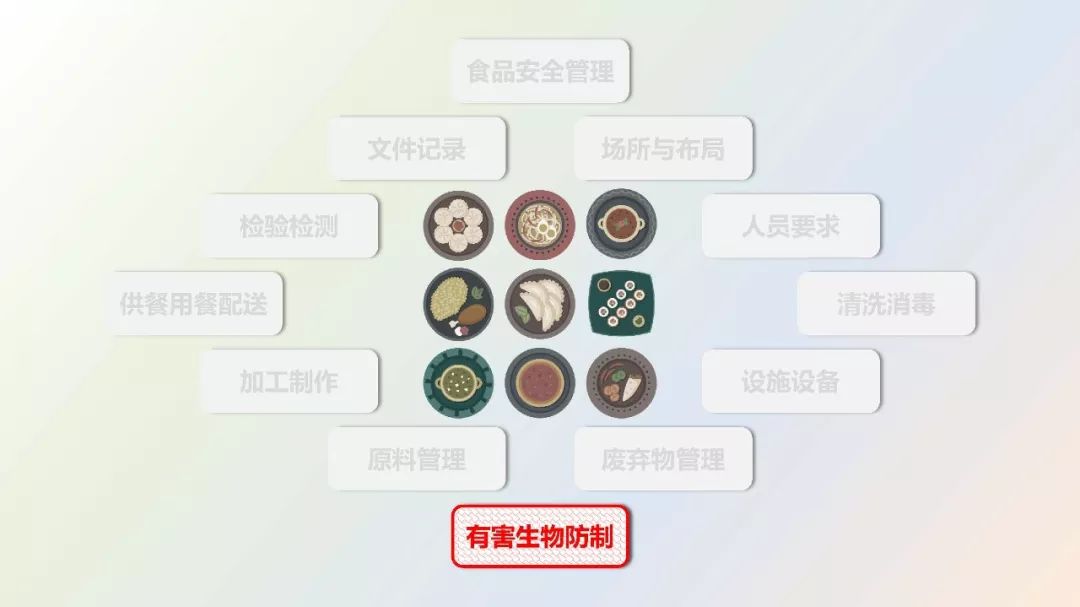 食品安全管理
文件记录
场所与布局
检验检测
人员要求
供餐用餐配送
清洗消毒
加工制作
设施设备
原料管理
废弃物管理
有害生物防制